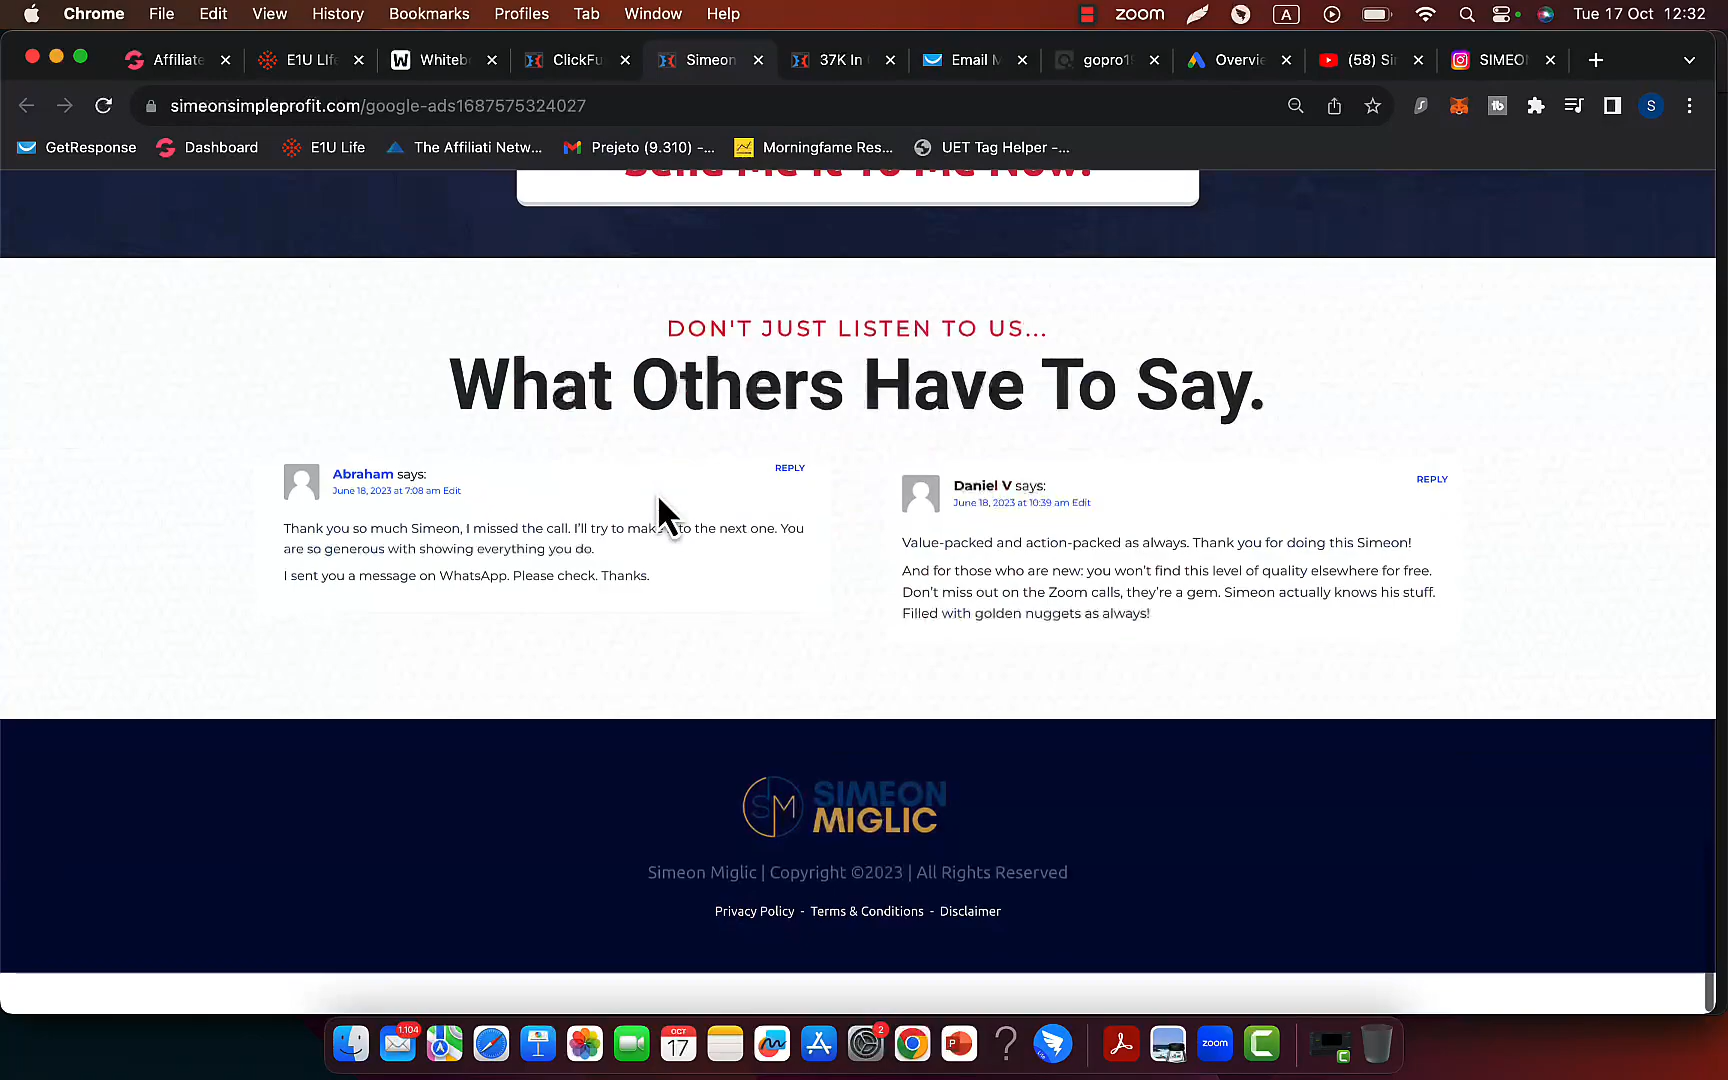 Chrome File Edit View History Bookmarks Profiles Tab Window Help zoom A Tue 17 Oct 12:32
Affiliate E1U Life Whiteb ClickFu Simeon 37K In Email M gopro1 Overvie (58) Si SIMEO
simeonsimpleprofit.com/google-ads1687575324027 S
GetResponse Dashboard E1U Life The Affiliati Netw... Prejeto (9.310) -... Morningfame Res... UET Tag Helper -...
Send Me It To Me Now!
DON'T JUST LISTEN TO US...
What Others Have To Say.
Abraham says: REPLY
June 18, 2023 at 7:08 am Edit
Thank you so much Simeon, I missed the call. I'll try to make to the next one. You
are so generous with showing everything you do.
I sent you a message on WhatsApp. Please check. Thanks.
Daniel V says: REPLY
June 18, 2023 at 10:39 am Edit
Value-packed and action-packed as always. Thank you for doing this Simeon!
And for those who are new: you won't find this level of quality elsewhere for free.
Don't miss out on the Zoom calls, they're a gem. Simeon actually knows his stuff.
Filled with golden nuggets as always!
SM SIMEON
MIGLIC
Simeon Miglic | Copyright ©2023 | All Rights Reserved
Privacy Policy - Terms & Conditions - Disclaimer
1.104 OCT 17 2 zoom